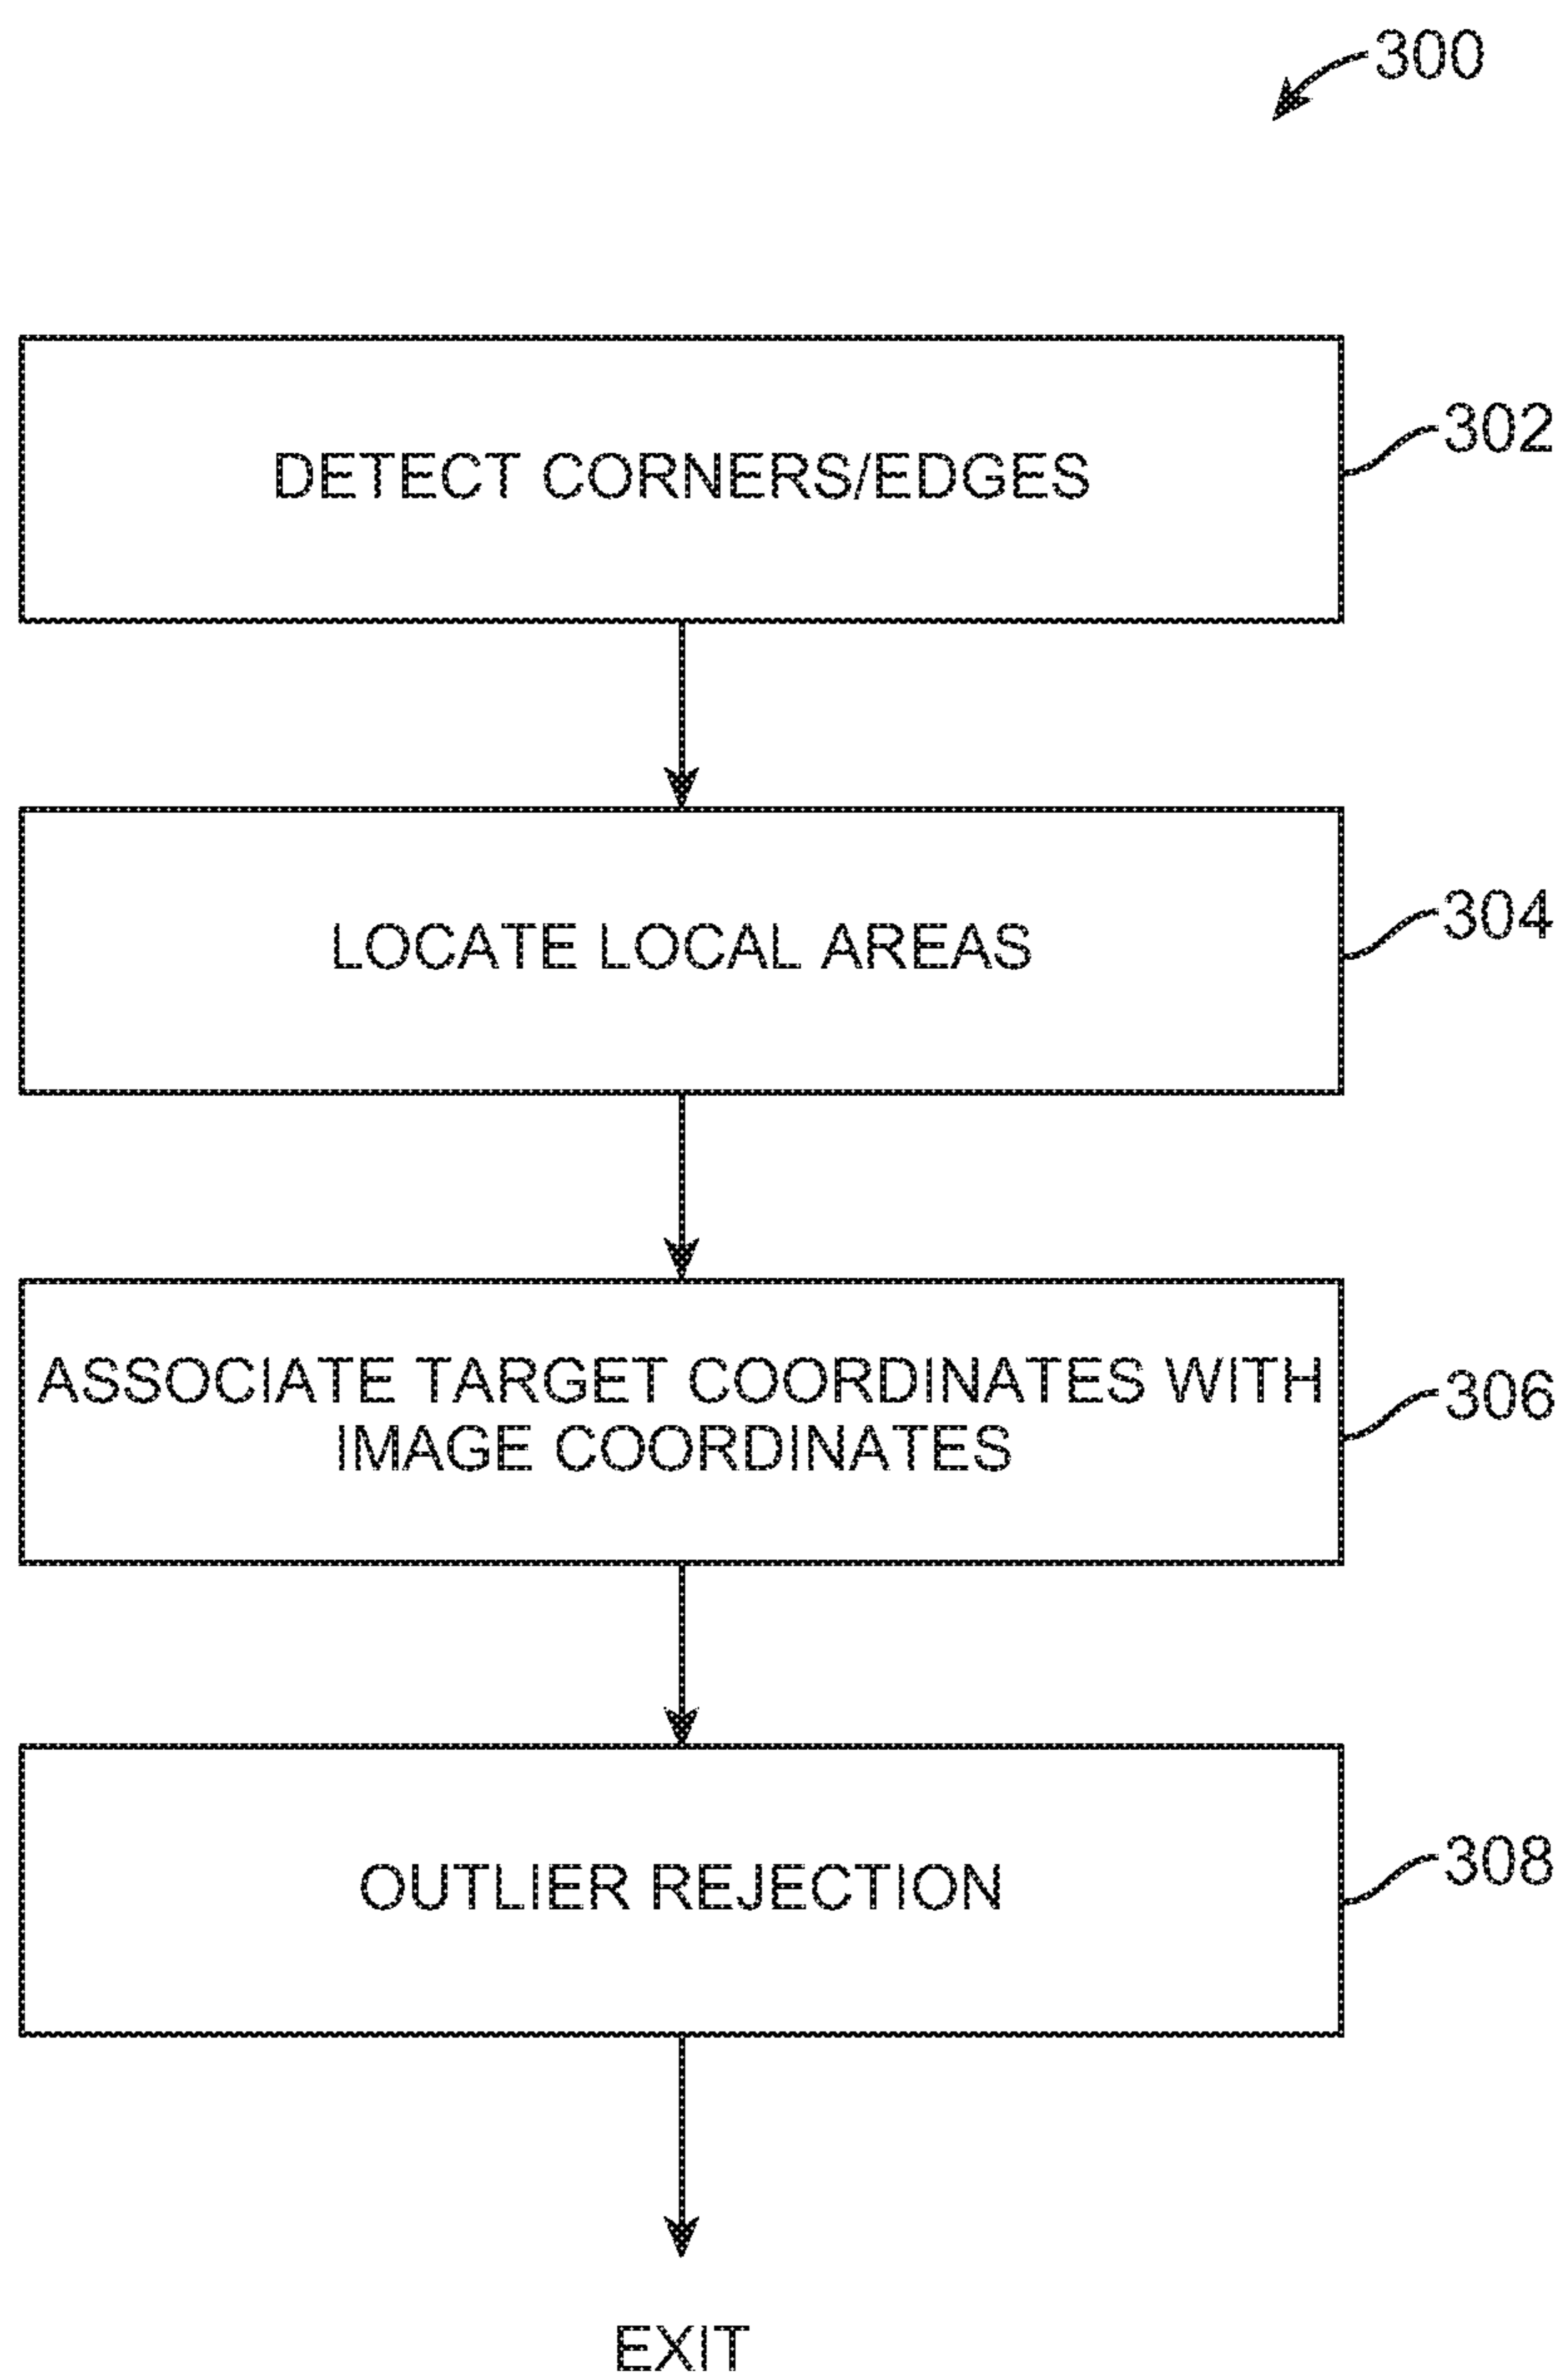 300
DETECT CORNERS/EDGES
302
LOCATE LOCAL AREAS
304
ASSOCIATE TARGET COORDINATES WITH
IMAGE COORDINATES
306
OUTLIER REJECTION
308
EXIT